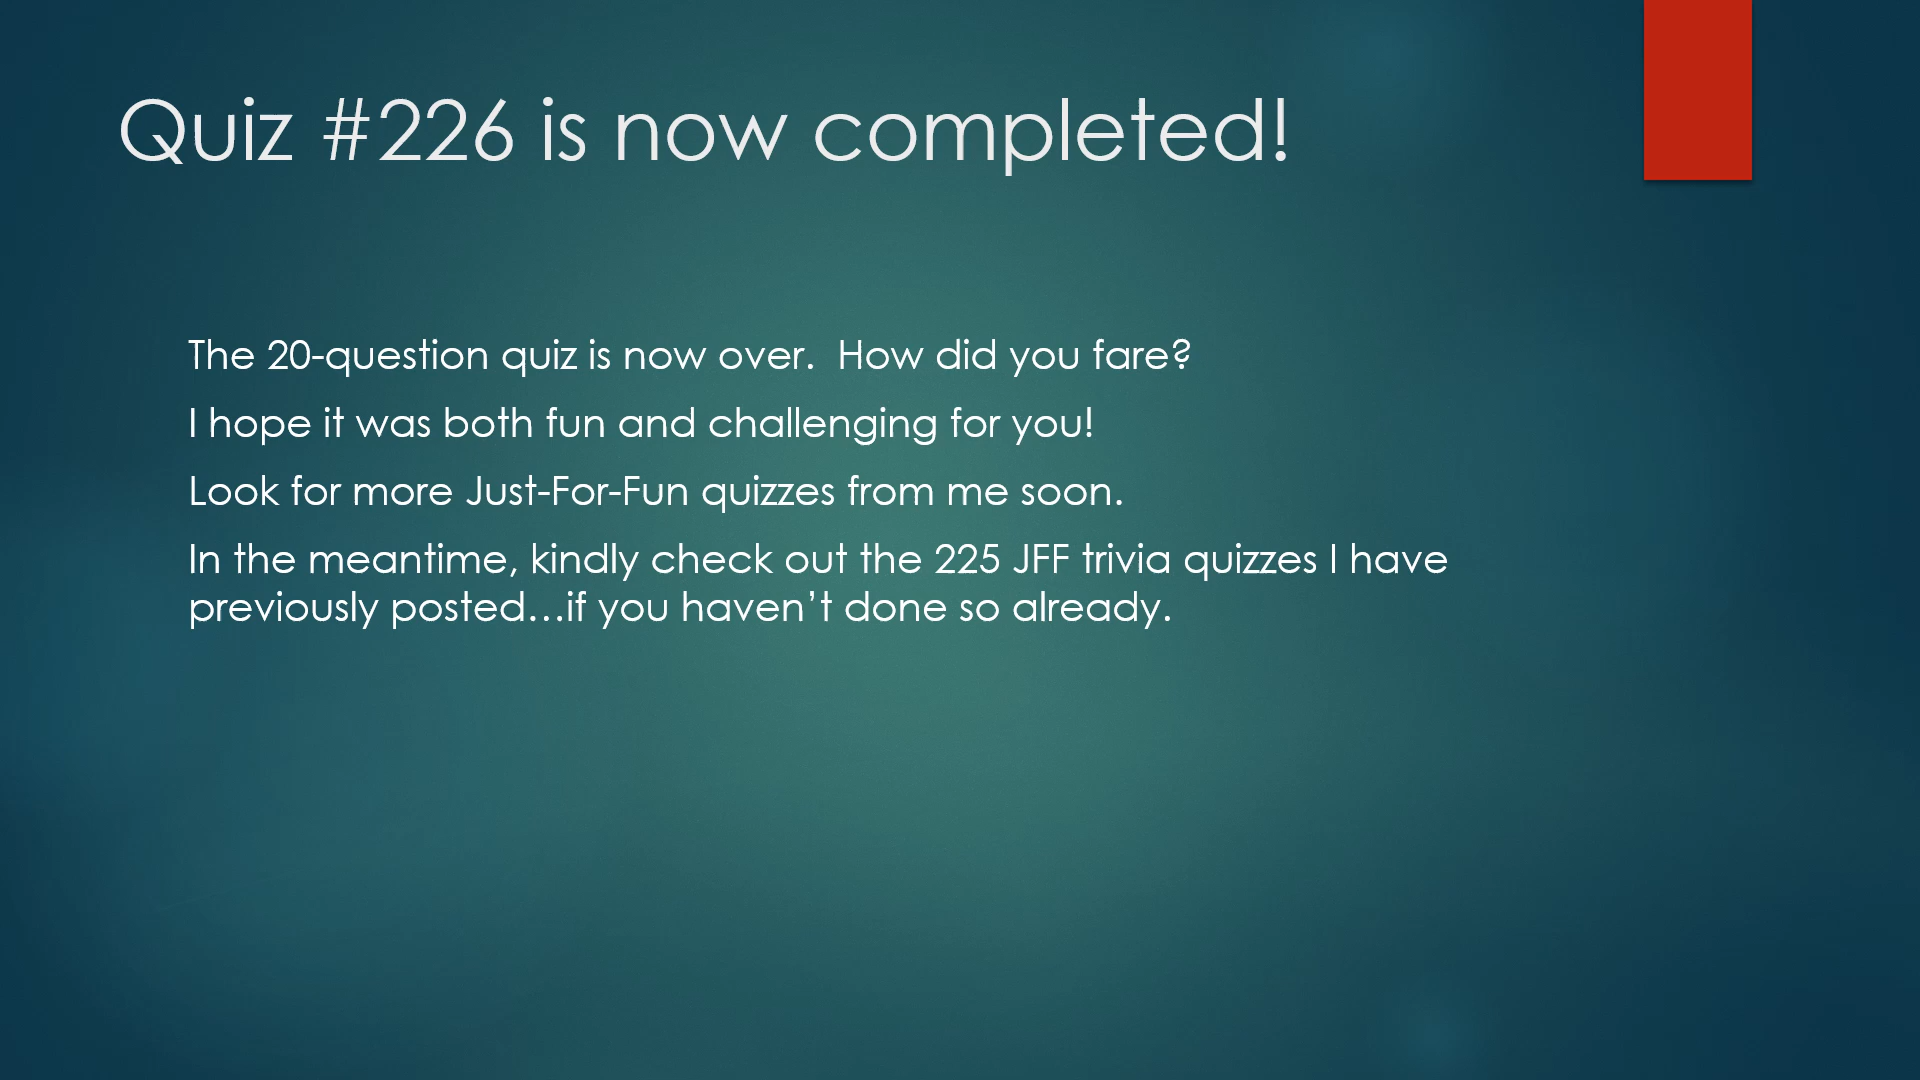 Quiz #226 is now completed!
The 20-question quiz is now over.  How did you fare?
I hope it was both fun and challenging for you!
Look for more Just-For-Fun quizzes from me soon.
In the meantime, kindly check out the 225 JFF trivia quizzes I have
previously posted…if you haven’t done so already.